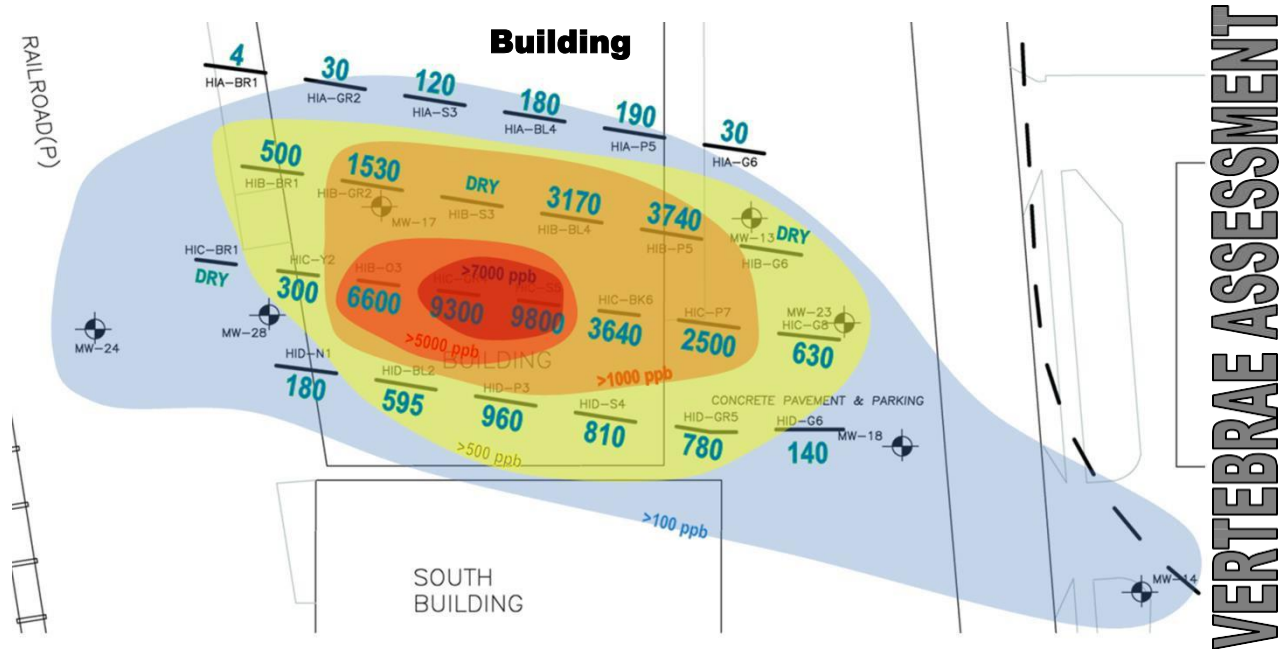 Building
VERTEBRAE ASSESSMENT
RAILROAD(P)
4
HIA-BR1
30
HIA-GR2
120
HIA-S3
180
HIA-BL4
190
HIA-P5
30
HIA-G6
500
HIB-BR1
1530
HIB-GR2
MW-17
DRY
HIB-S3
3170
HIB-BL4
3740
HIB-P5
MW-13
DRY
HIB-G6
HIC-BR1
DRY
HIC-Y2
300
HIB-O3
6600
>7000 ppb
9300
HIC-S5
9800
HIC-BK6
3640
HIC-P7
2500
MW-23
HIC-G8
630
MW-24
MW-28
>5000 ppb
BUILDING
>1000 ppb
HID-N1
180
HID-BL2
595
HID-P3
960
HID-S4
810
CONCRETE PAVEMENT & PARKING
HID-GR5
780
HID-G6
140
MW-18
>500 ppb
>100 ppb
SOUTH
BUILDING
MW-14